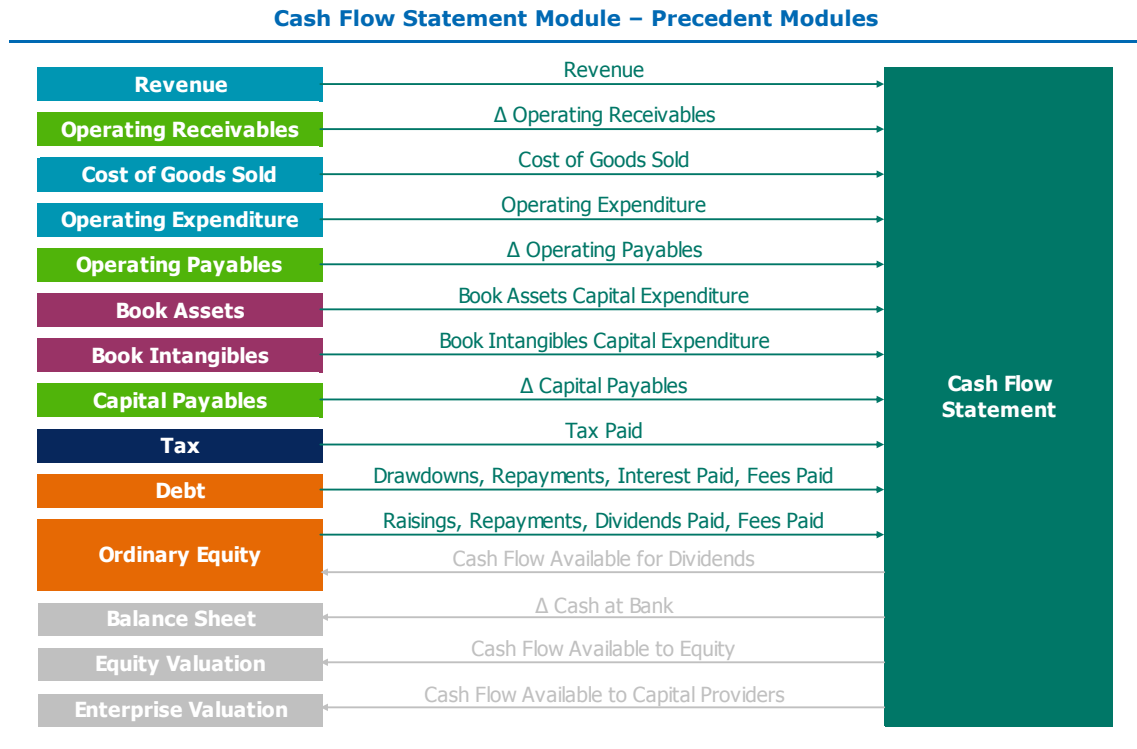 Cash Flow Statement Module – Precedent Modules
Revenue
Revenue
Operating Receivables
Δ Operating Receivables
Cost of Goods Sold
Cost of Goods Sold
Operating Expenditure
Operating Expenditure
Operating Payables
Δ Operating Payables
Book Assets
Book Assets Capital Expenditure
Book Intangibles
Book Intangibles Capital Expenditure
Capital Payables
Δ Capital Payables
Cash Flow
Statement
Tax
Tax Paid
Debt
Drawdowns, Repayments, Interest Paid, Fees Paid
Ordinary Equity
Raisings, Repayments, Dividends Paid, Fees Paid
Cash Flow Available for Dividends
Balance Sheet
Δ Cash at Bank
Equity Valuation
Cash Flow Available to Equity
Enterprise Valuation
Cash Flow Available to Capital Providers